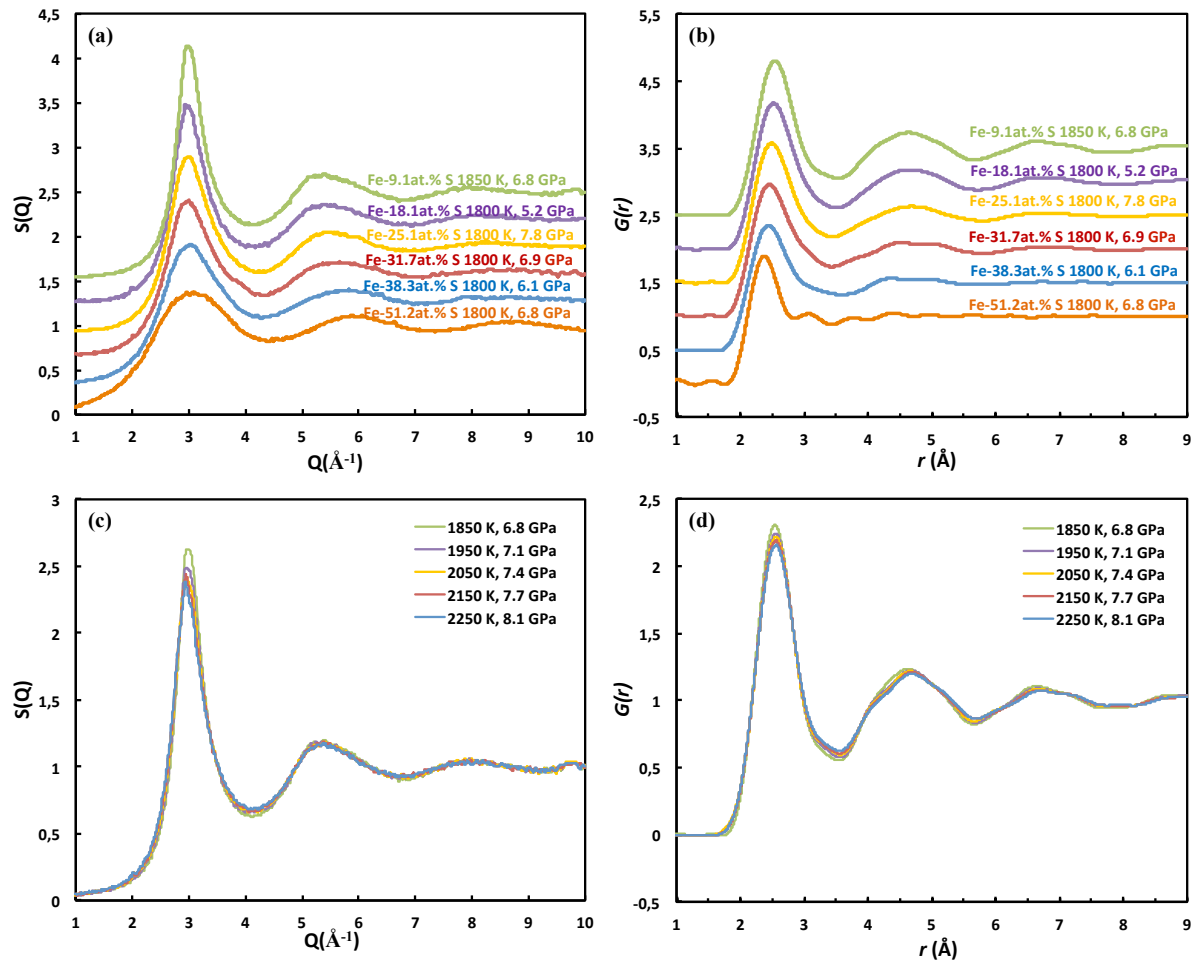 (a)
4,5
4
3,5
3
2,5
2
1,5
1
0,5
0
S(Q)
Fe-9.1at.% S 1850 K, 6.8 GPa
Fe-18.1at.% S 1800 K, 5.2 GPa
Fe-25.1at.% S 1800 K, 7.8 GPa
Fe-31.7at.% S 1800 K, 6.9 GPa
Fe-38.3at.% S 1800 K, 6.1 GPa
Fe-51.2at.% S 1800 K, 6.8 GPa
1 2 3 4 5 6 7 8 9 10
Q(Å-1)
(b)
5,5
4,5
3,5
2,5
1,5
0,5
-0,5
G(r)
Fe-9.1at.% S 1850 K, 6.8 GPa
Fe-18.1at.% S 1800 K, 5.2 GPa
Fe-25.1at.% S 1800 K, 7.8 GPa
Fe-31.7at.% S 1800 K, 6.9 GPa
Fe-38.3at.% S 1800 K, 6.1 GPa
Fe-51.2at.% S 1800 K, 6.8 GPa
1 2 3 4 5 6 7 8 9
r (Å)
(c)
3
2,5
2
1,5
1
0,5
0
S(Q)
1850 K, 6.8 GPa
1950 K, 7.1 GPa
2050 K, 7.4 GPa
2150 K, 7.7 GPa
2250 K, 8.1 GPa
1 2 3 4 5 6 7 8 9 10
Q(Å-1)
(d)
2,5
2
1,5
1
0,5
0
-0,5
G(r)
1850 K, 6.8 GPa
1950 K, 7.1 GPa
2050 K, 7.4 GPa
2150 K, 7.7 GPa
2250 K, 8.1 GPa
1 2 3 4 5 6 7 8 9
r (Å)